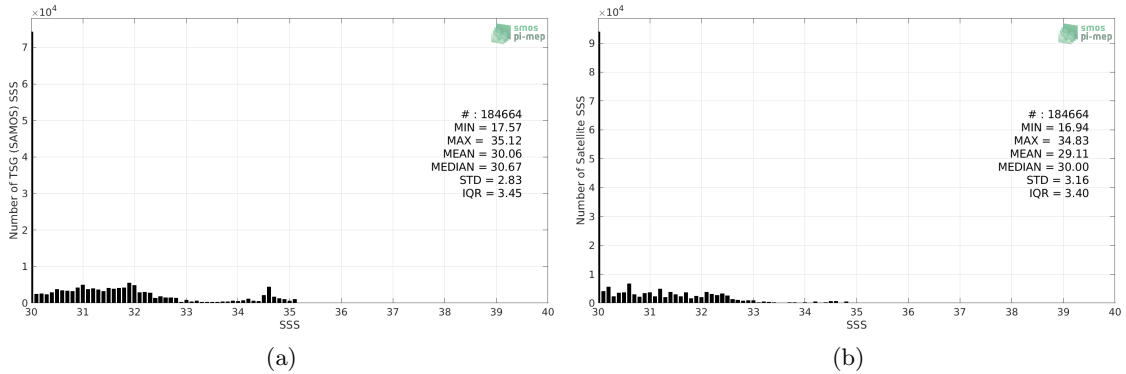 ×10⁴
7
6
5
4
3
2
1
0
Number of TSG (SAMOS) SSS
smos
pi-mep
# : 184664
MIN = 17.57
MAX = 35.12
MEAN = 30.06
MEDIAN = 30.67
STD = 2.83
IQR = 3.45
30 31 32 33 34 35 36 37 38 39 40
SSS
(a)
×10⁴
9
8
7
6
5
4
3
2
1
0
Number of Satellite SSS
smos
pi-mep
# : 184664
MIN = 16.94
MAX = 34.83
MEAN = 29.11
MEDIAN = 30.00
STD = 3.16
IQR = 3.40
30 31 32 33 34 35 36 37 38 39 40
SSS
(b)